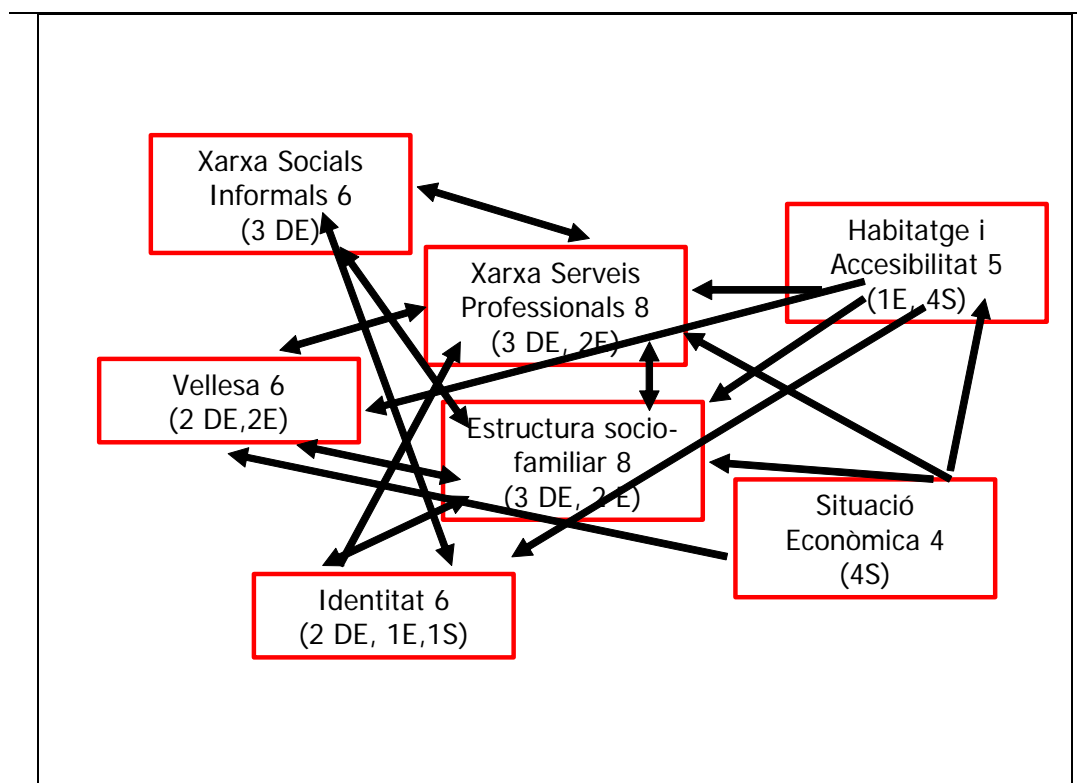 Xarxa Socials
Informals 6
(3 DE)
Habitatge i
Accesibilitat 5
(1E, 4S)
Xarxa Serveis
Professionals 8
(3 DE, 2E)
Vellesa 6
(2 DE,2E)
Estructura socio-
familiar 8
(3 DE, 2 E)
Situació
Econòmica 4
(4S)
Identitat 6
(2 DE, 1E,1S)